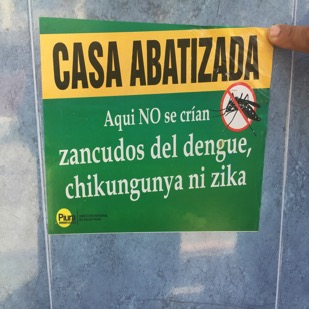 CASA ABATIZADA
Aqui NO se crían
zancudos del dengue,
chikungunya ni zika
Piura